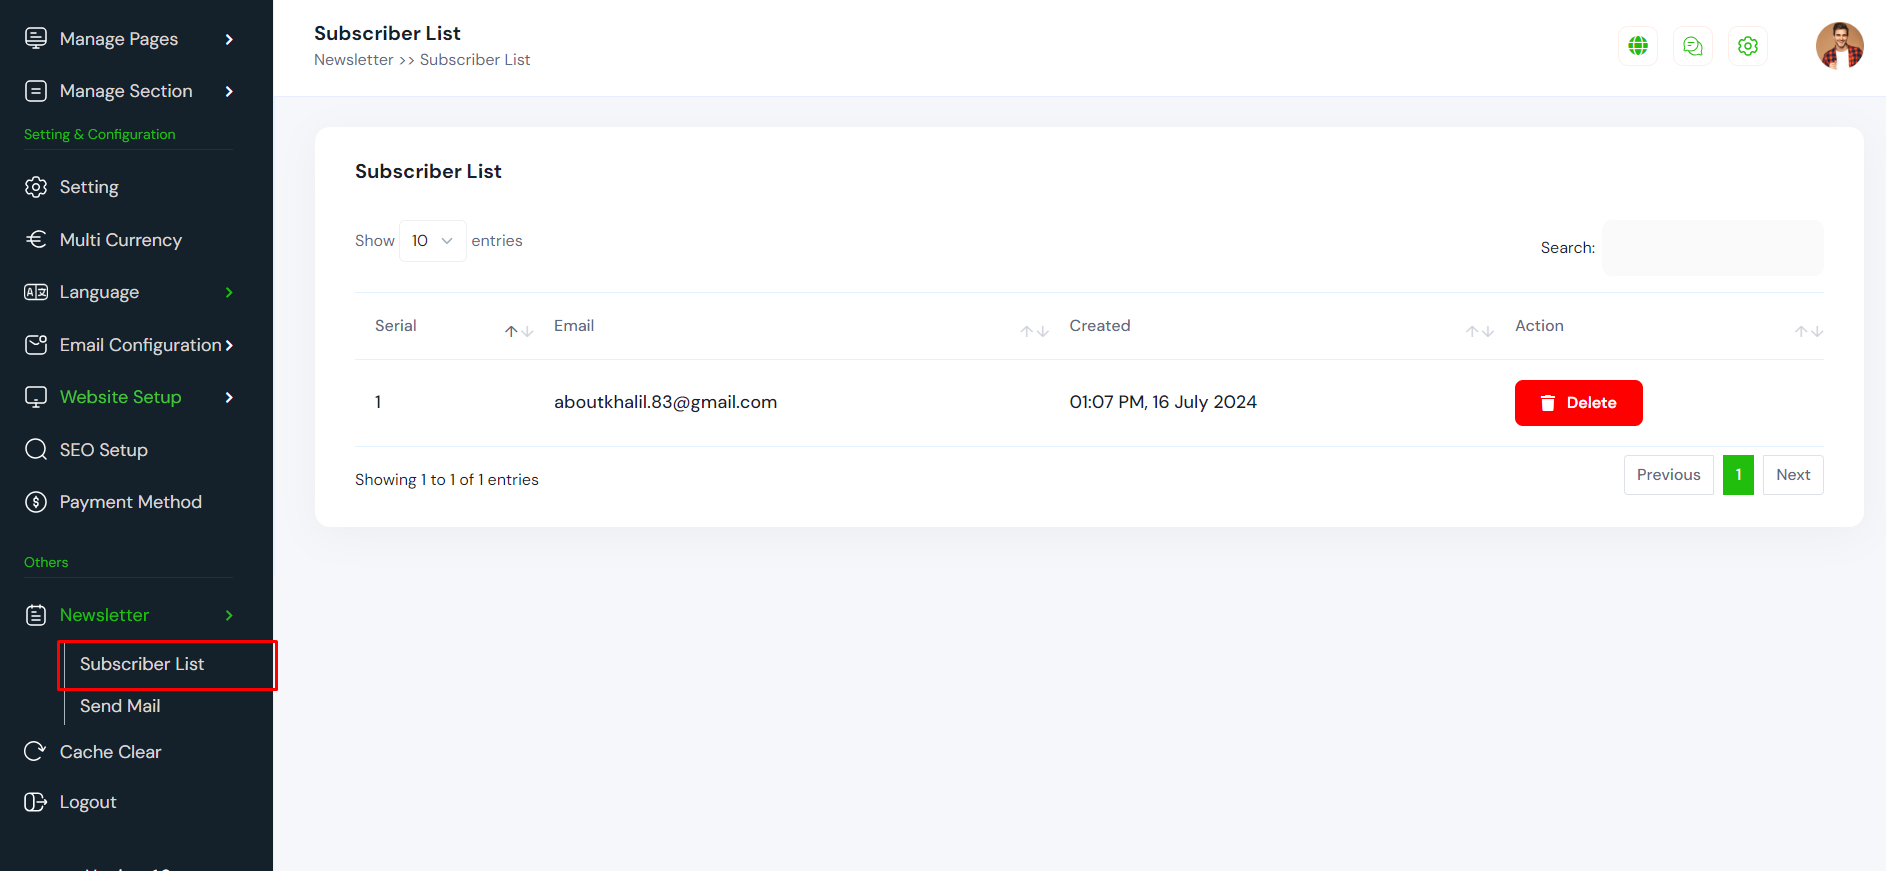 Manage Pages
Manage Section
Setting & Configuration
Setting
Multi Currency
Language
Email Configuration
Website Setup
SEO Setup
Payment Method
Others
Newsletter
Subscriber List
Send Mail
Cache Clear
Logout
Subscriber List
Newsletter >> Subscriber List
Subscriber List
Show 10 entries
Search:
Serial Email Created Action
1 aboutkhalil.83@gmail.com 01:07 PM, 16 July 2024 Delete
Showing 1 to 1 of 1 entries
Previous 1 Next